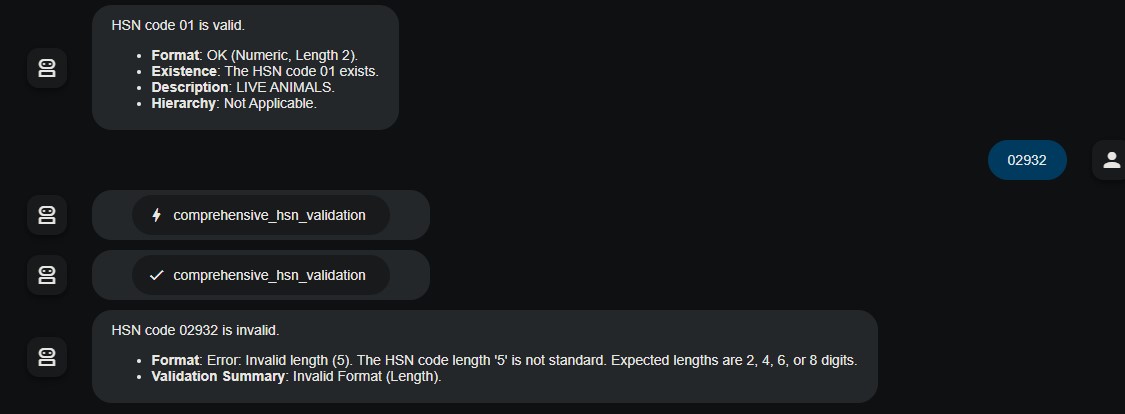 HSN code 01 is valid.
Format: OK (Numeric, Length 2).
Existence: The HSN code 01 exists.
Description: LIVE ANIMALS.
Hierarchy: Not Applicable.
02932
comprehensive_hsn_validation
comprehensive_hsn_validation
HSN code 02932 is invalid.
Format: Error: Invalid length (5). The HSN code length '5' is not standard. Expected lengths are 2, 4, 6, or 8 digits.
Validation Summary: Invalid Format (Length).